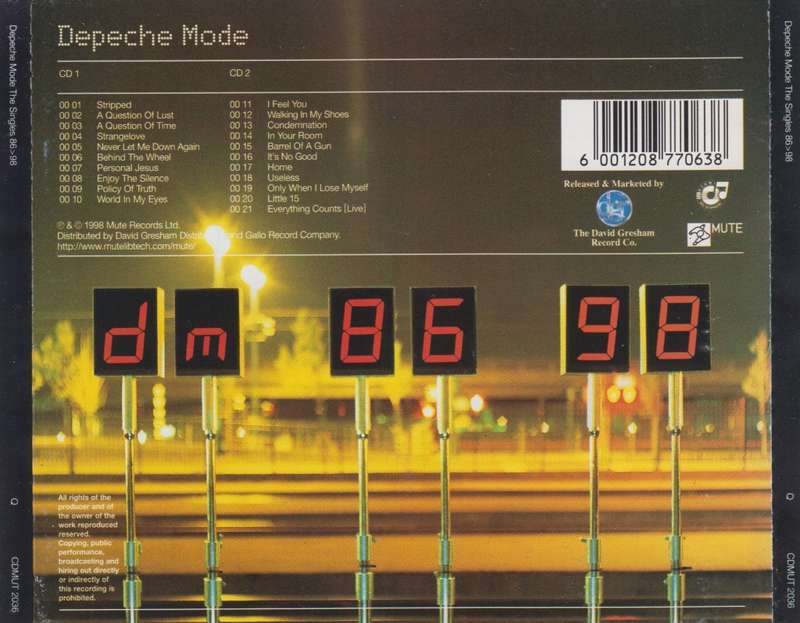 Depeche Mode
CD 1
CD 2
00 01 Stripped
00 02 A Question Of Lust
00 03 A Question Of Time
00 04 Strangelove
00 05 Never Let Me Down Again
00 06 Behind The Wheel
00 07 Personal Jesus
00 08 Enjoy The Silence
00 09 Policy Of Truth
00 10 World In My Eyes
00 11 I Feel You
00 12 Walking In My Shoes
00 13 Condemnation
00 14 In Your Room
00 15 Barrel Of A Gun
00 16 It's No Good
00 17 Home
00 18 Useless
00 19 Only When I Lose Myself
00 20 Little 15
00 21 Everything Counts [Live]
℗ & © 1998 Mute Records Ltd.
Distributed by David Gresham and Gallo Record Company.
http://www.mutelibtech.com/mute/
6 001208 770638
Released & Marketed by
The David Gresham
Record Co.
MUTE
dm 86 98
All rights of the
producer and of
the owner of the
work reproduced
reserved.
Copying, public
performance,
broadcasting and
hiring out directly
or indirectly of
this recording is
prohibited.
Depeche Mode The Singles 86>98
Q
CDMUT 2036
Depeche Mode The Singles 86>98
Q
CDMUT 2036